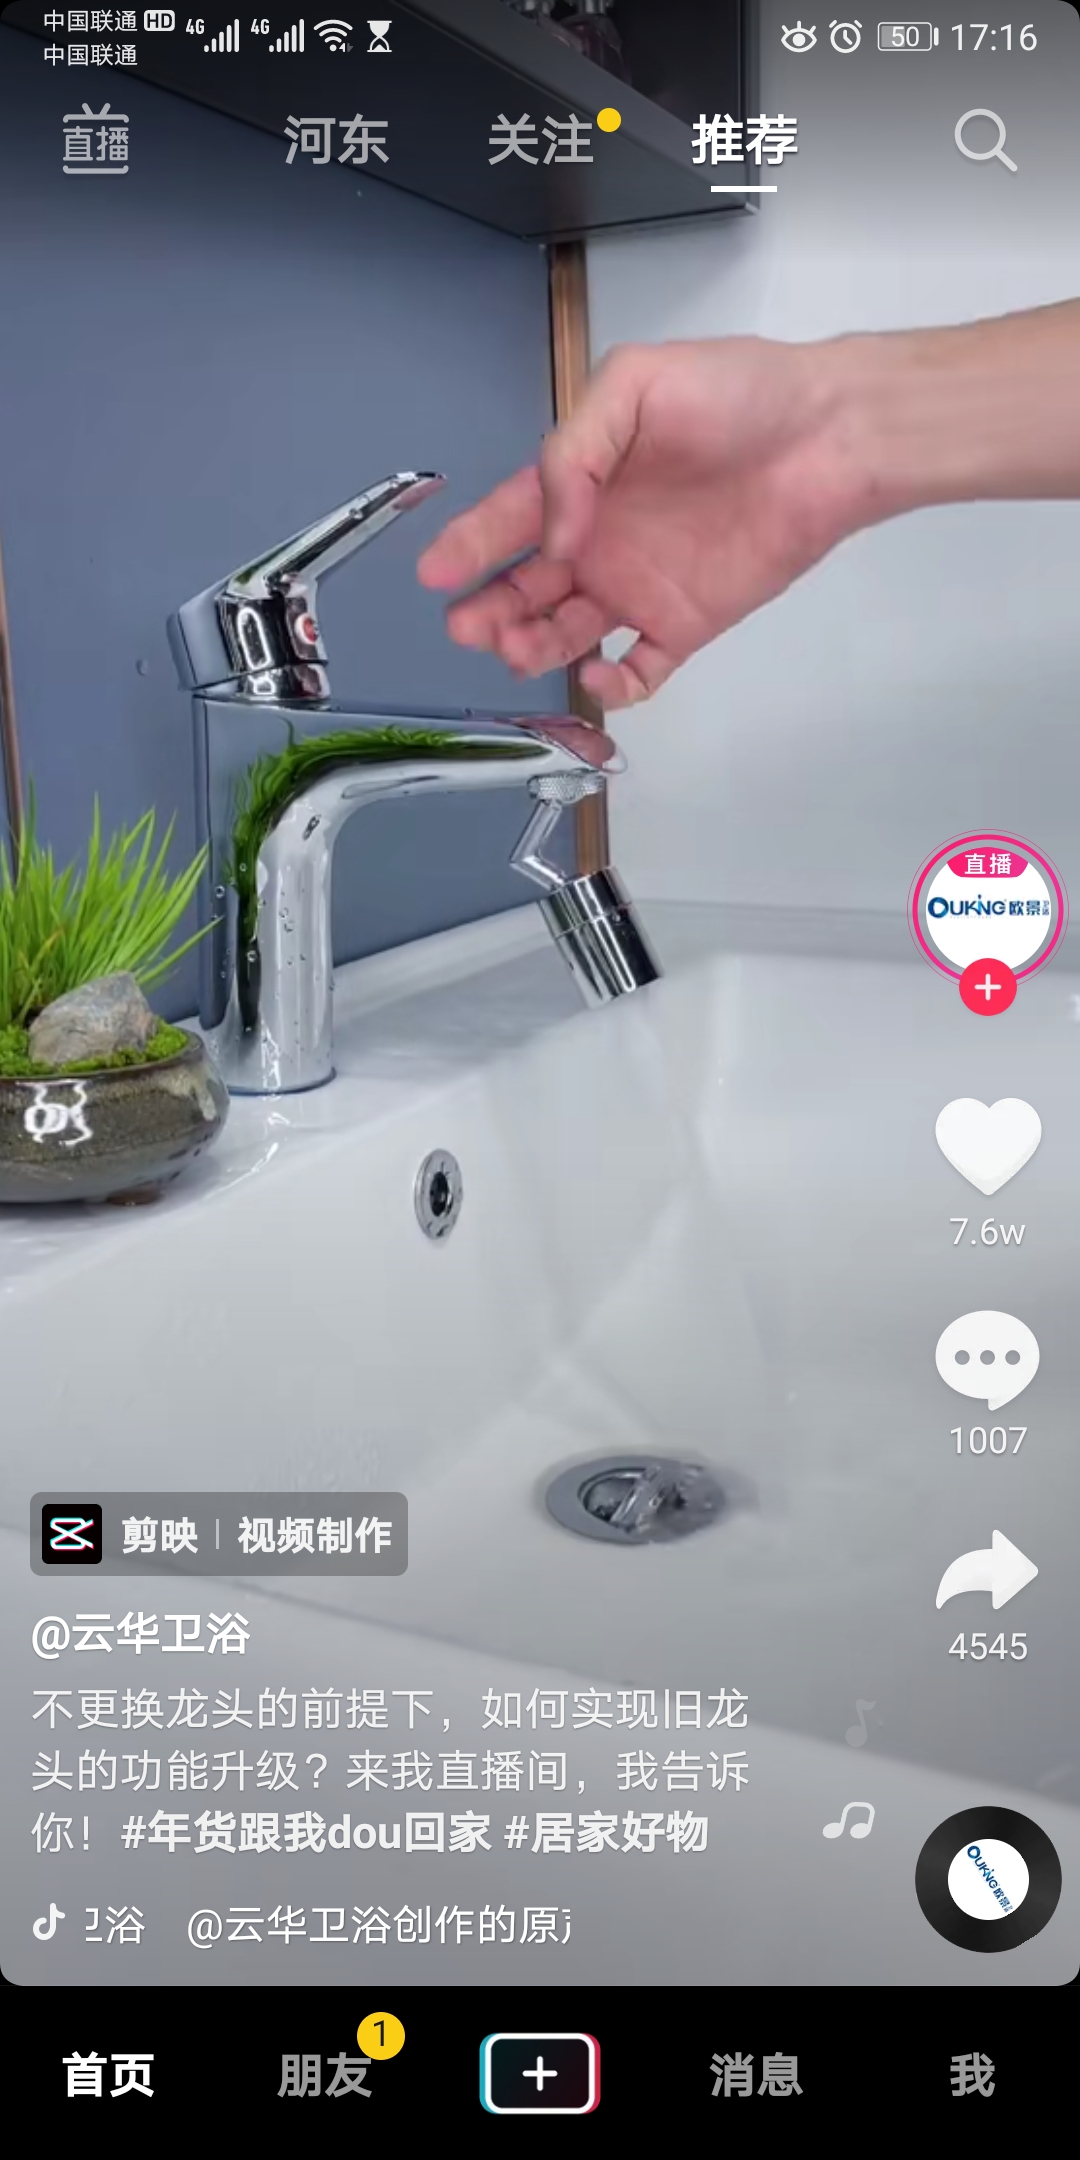 中国联通 HD 4G 4G 50 17:16
中国联通
直播 河东 关注 推荐
直播
OUKING 欧景
7.6w
1007
剪映 | 视频制作
@云华卫浴
4545
不更换龙头的前提下，如何实现旧龙
头的功能升级？来我直播间，我告诉
你！#年货跟我dou回家 #居家好物
卫浴 @云华卫浴创作的原
OUKING 欧景
首页 朋友 1 消息 我